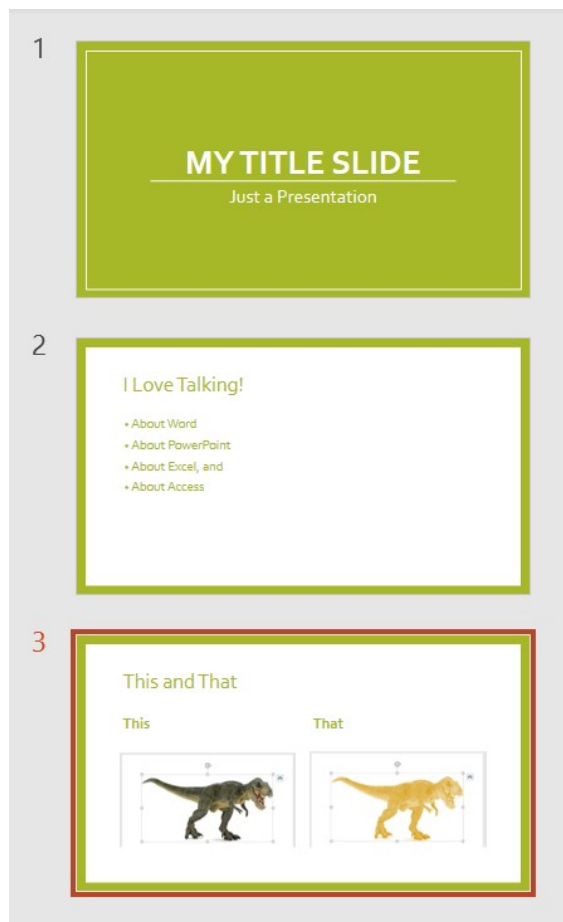 1
MY TITLE SLIDE
Just a Presentation
2
I Love Talking!
• About Word
• About PowerPoint
• About Excel, and
• About Access
3
This and That
This That